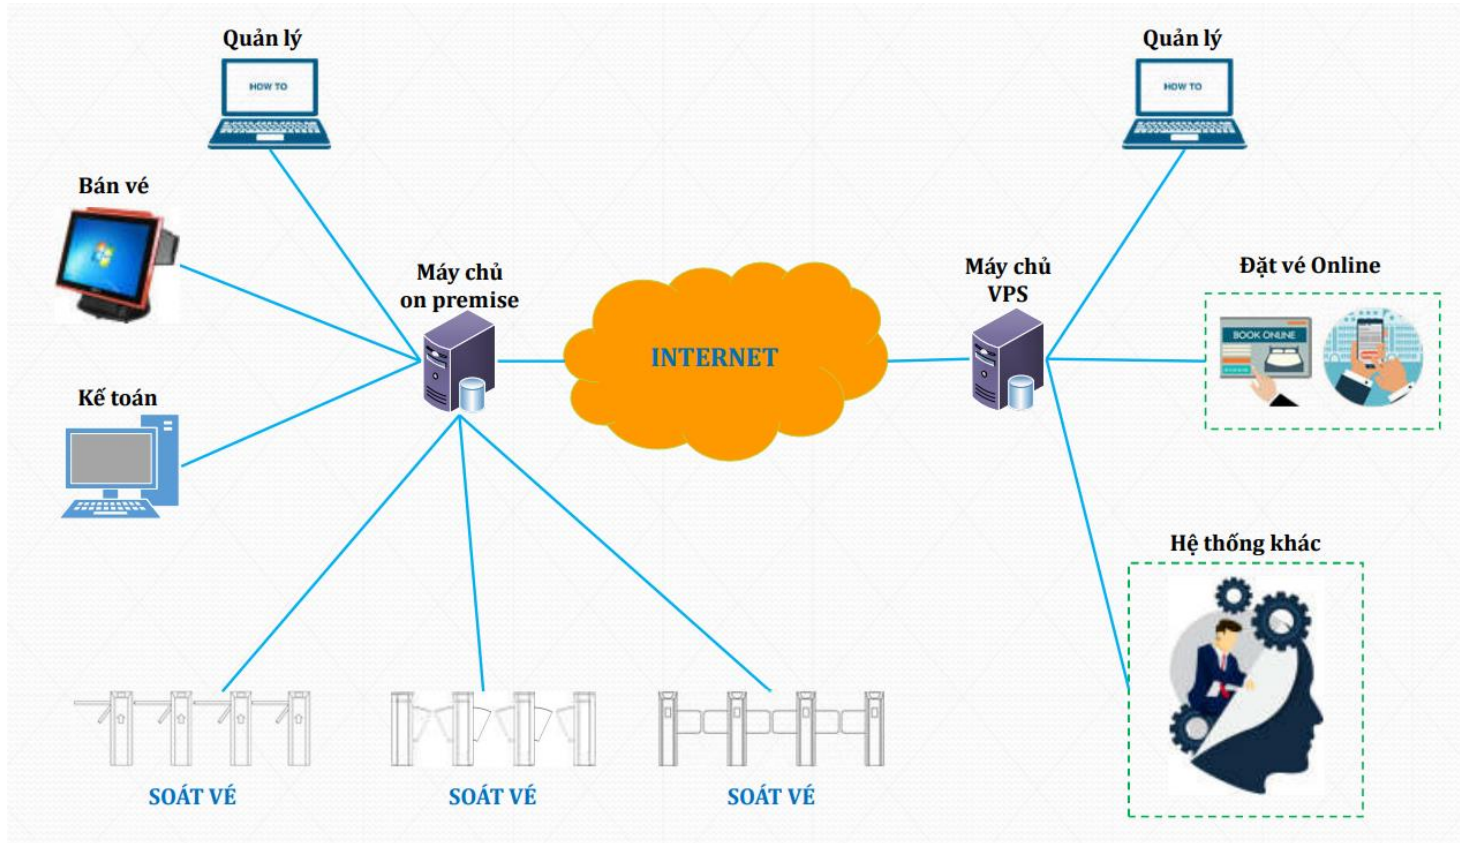 Quản lý
HOW TO
Quản lý
HOW TO
Bán vé
Máy chủ
on premise
INTERNET
Máy chủ
VPS
Đặt vé Online
BOOK ONLINE
Kế toán
Hệ thống khác
SOÁT VÉ
SOÁT VÉ
SOÁT VÉ